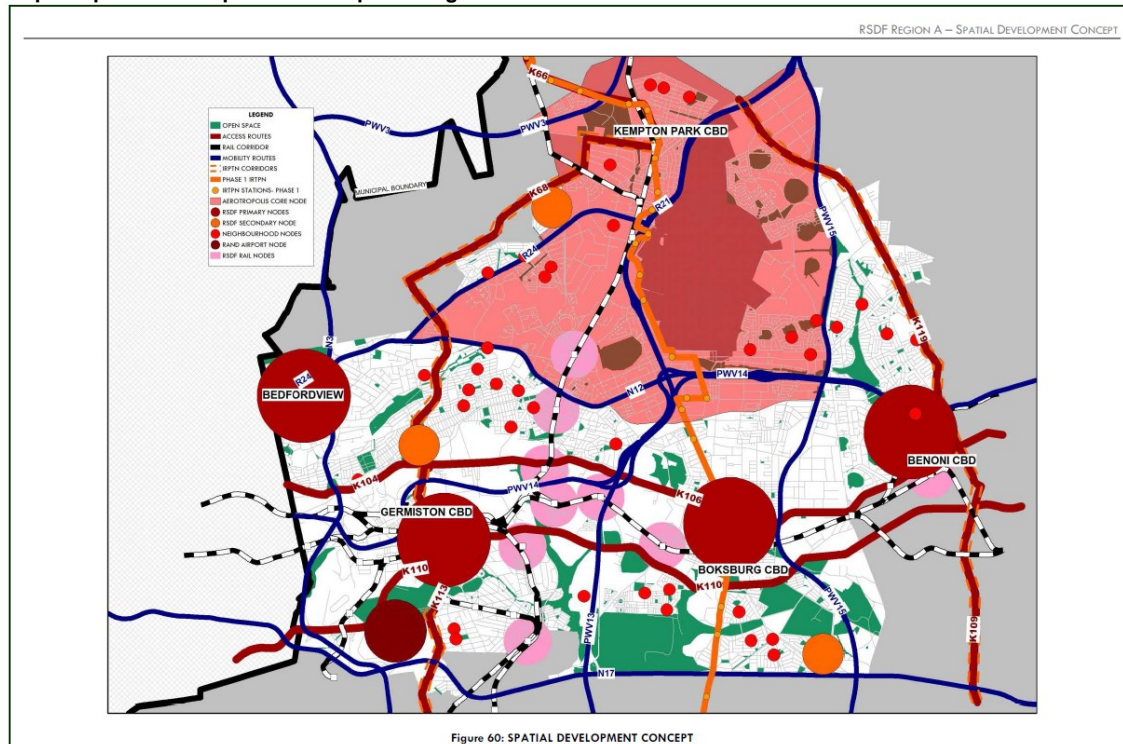 RSDF REGION A – SPATIAL DEVELOPMENT CONCEPT
LEGEND
OPEN SPACE
ACCESS ROUTES
RAIL CORRIDOR
MOBILITY ROUTES
IRPTN CORRIDORS
PHASE 1 IRTPN
IRTPN STATIONS- PHASE 1
AEROTROPOLIS CORE NODE
RSDF PRIMARY NODES
RSDF SECONDARY NODE
NEIGHBOURHOOD NODES
RAND AIRPORT NODE
RSDF RAIL NODES
K66
PWV3
PWV3
KEMPTON PARK CBD
MUNICIPAL BOUNDARY
K68
R21
PWV15
R24
K119
N3
R24
BEDFORDVIEW
N12
PWV14
BENONI CBD
K104
PWV14
K106
GERMISTON CBD
BOKSBURG CBD
K110
K110
K113
PWV13
PWV15
K109
N17
Figure 60: SPATIAL DEVELOPMENT CONCEPT